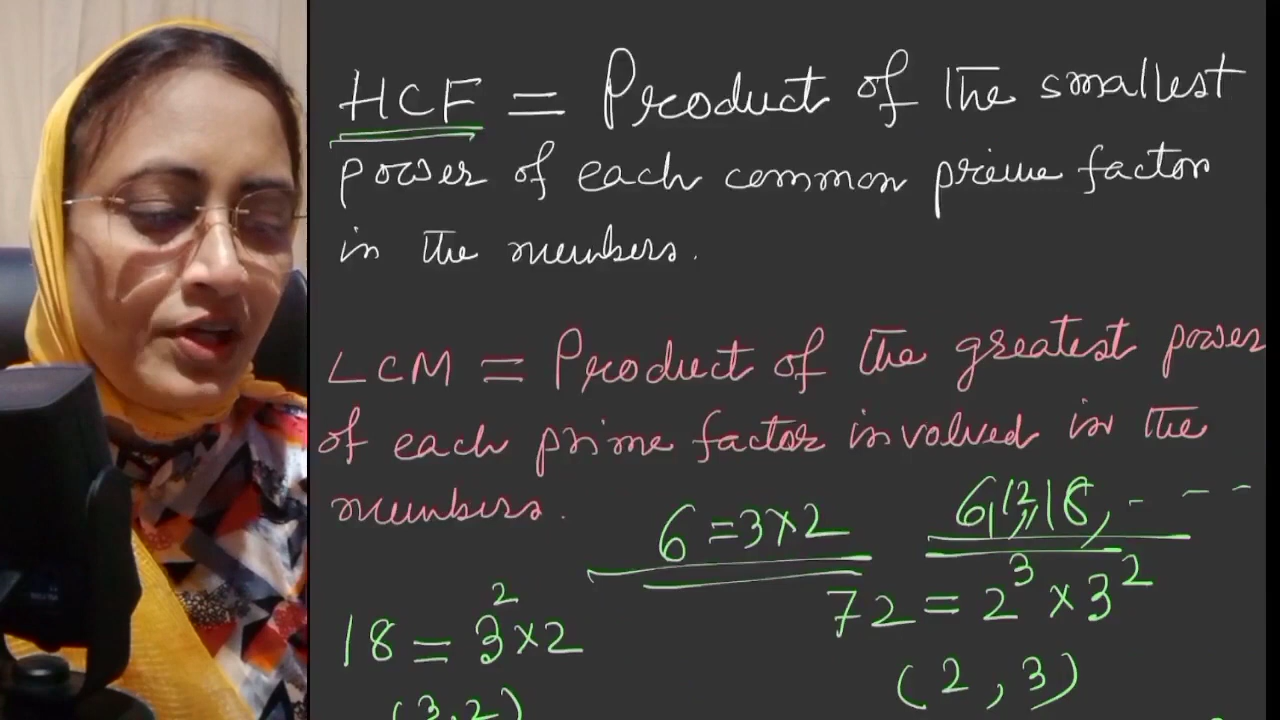 HCF = Product of the smallest
power of each common prime factor
in the numbers.
LCM = Product of the greatest power
of each prime factor involved in the
numbers.
6 = 3 x 2
6, 12, 18, - - -
72 = 2³ x 3²
18 = 3² x 2
(2, 3)
(3, 2)